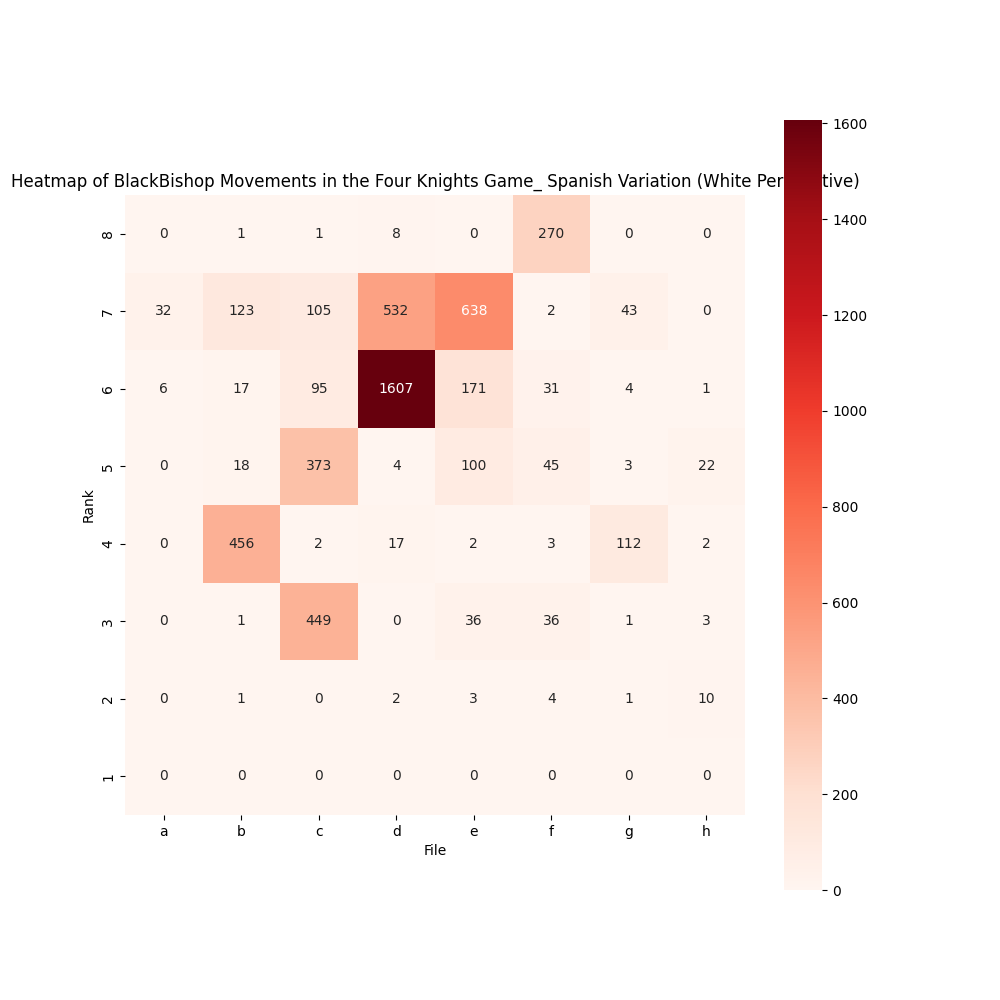 Heatmap of BlackBishop Movements in the Four Knights Game_ Spanish Variation (White Per tive)
8 0 1 1 8 0 270 0 0
7 32 123 105 532 638 2 43 0
6 6 17 95 1607 171 31 4 1
5 0 18 373 4 100 45 3 22
Rank
4 0 456 2 17 2 3 112 2
3 0 1 449 0 36 36 1 3
2 0 1 0 2 3 4 1 10
1 0 0 0 0 0 0 0 0
a b c d e f g h
File
1600
1400
1200
1000
800
600
400
200
0